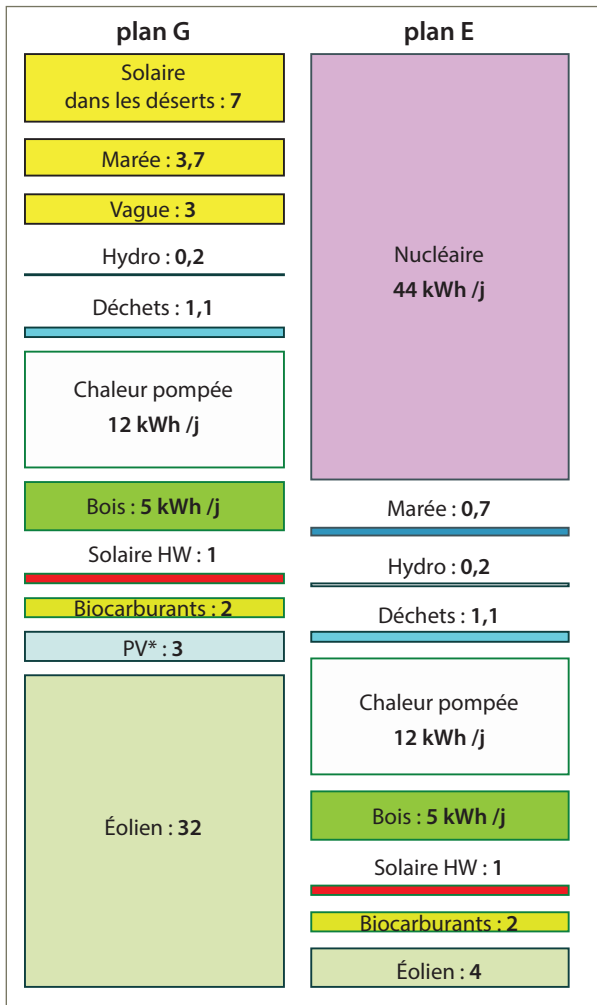 plan G
Solaire
dans les déserts : 7
Marée : 3,7
Vague : 3
Hydro : 0,2
Déchets : 1,1
Chaleur pompée
12 kWh /j
Bois : 5 kWh /j
Solaire HW : 1
Biocarburants : 2
PV* : 3
Éolien : 32
plan E
Nucléaire
44 kWh /j
Marée : 0,7
Hydro : 0,2
Déchets : 1,1
Chaleur pompée
12 kWh /j
Bois : 5 kWh /j
Solaire HW : 1
Biocarburants : 2
Éolien : 4